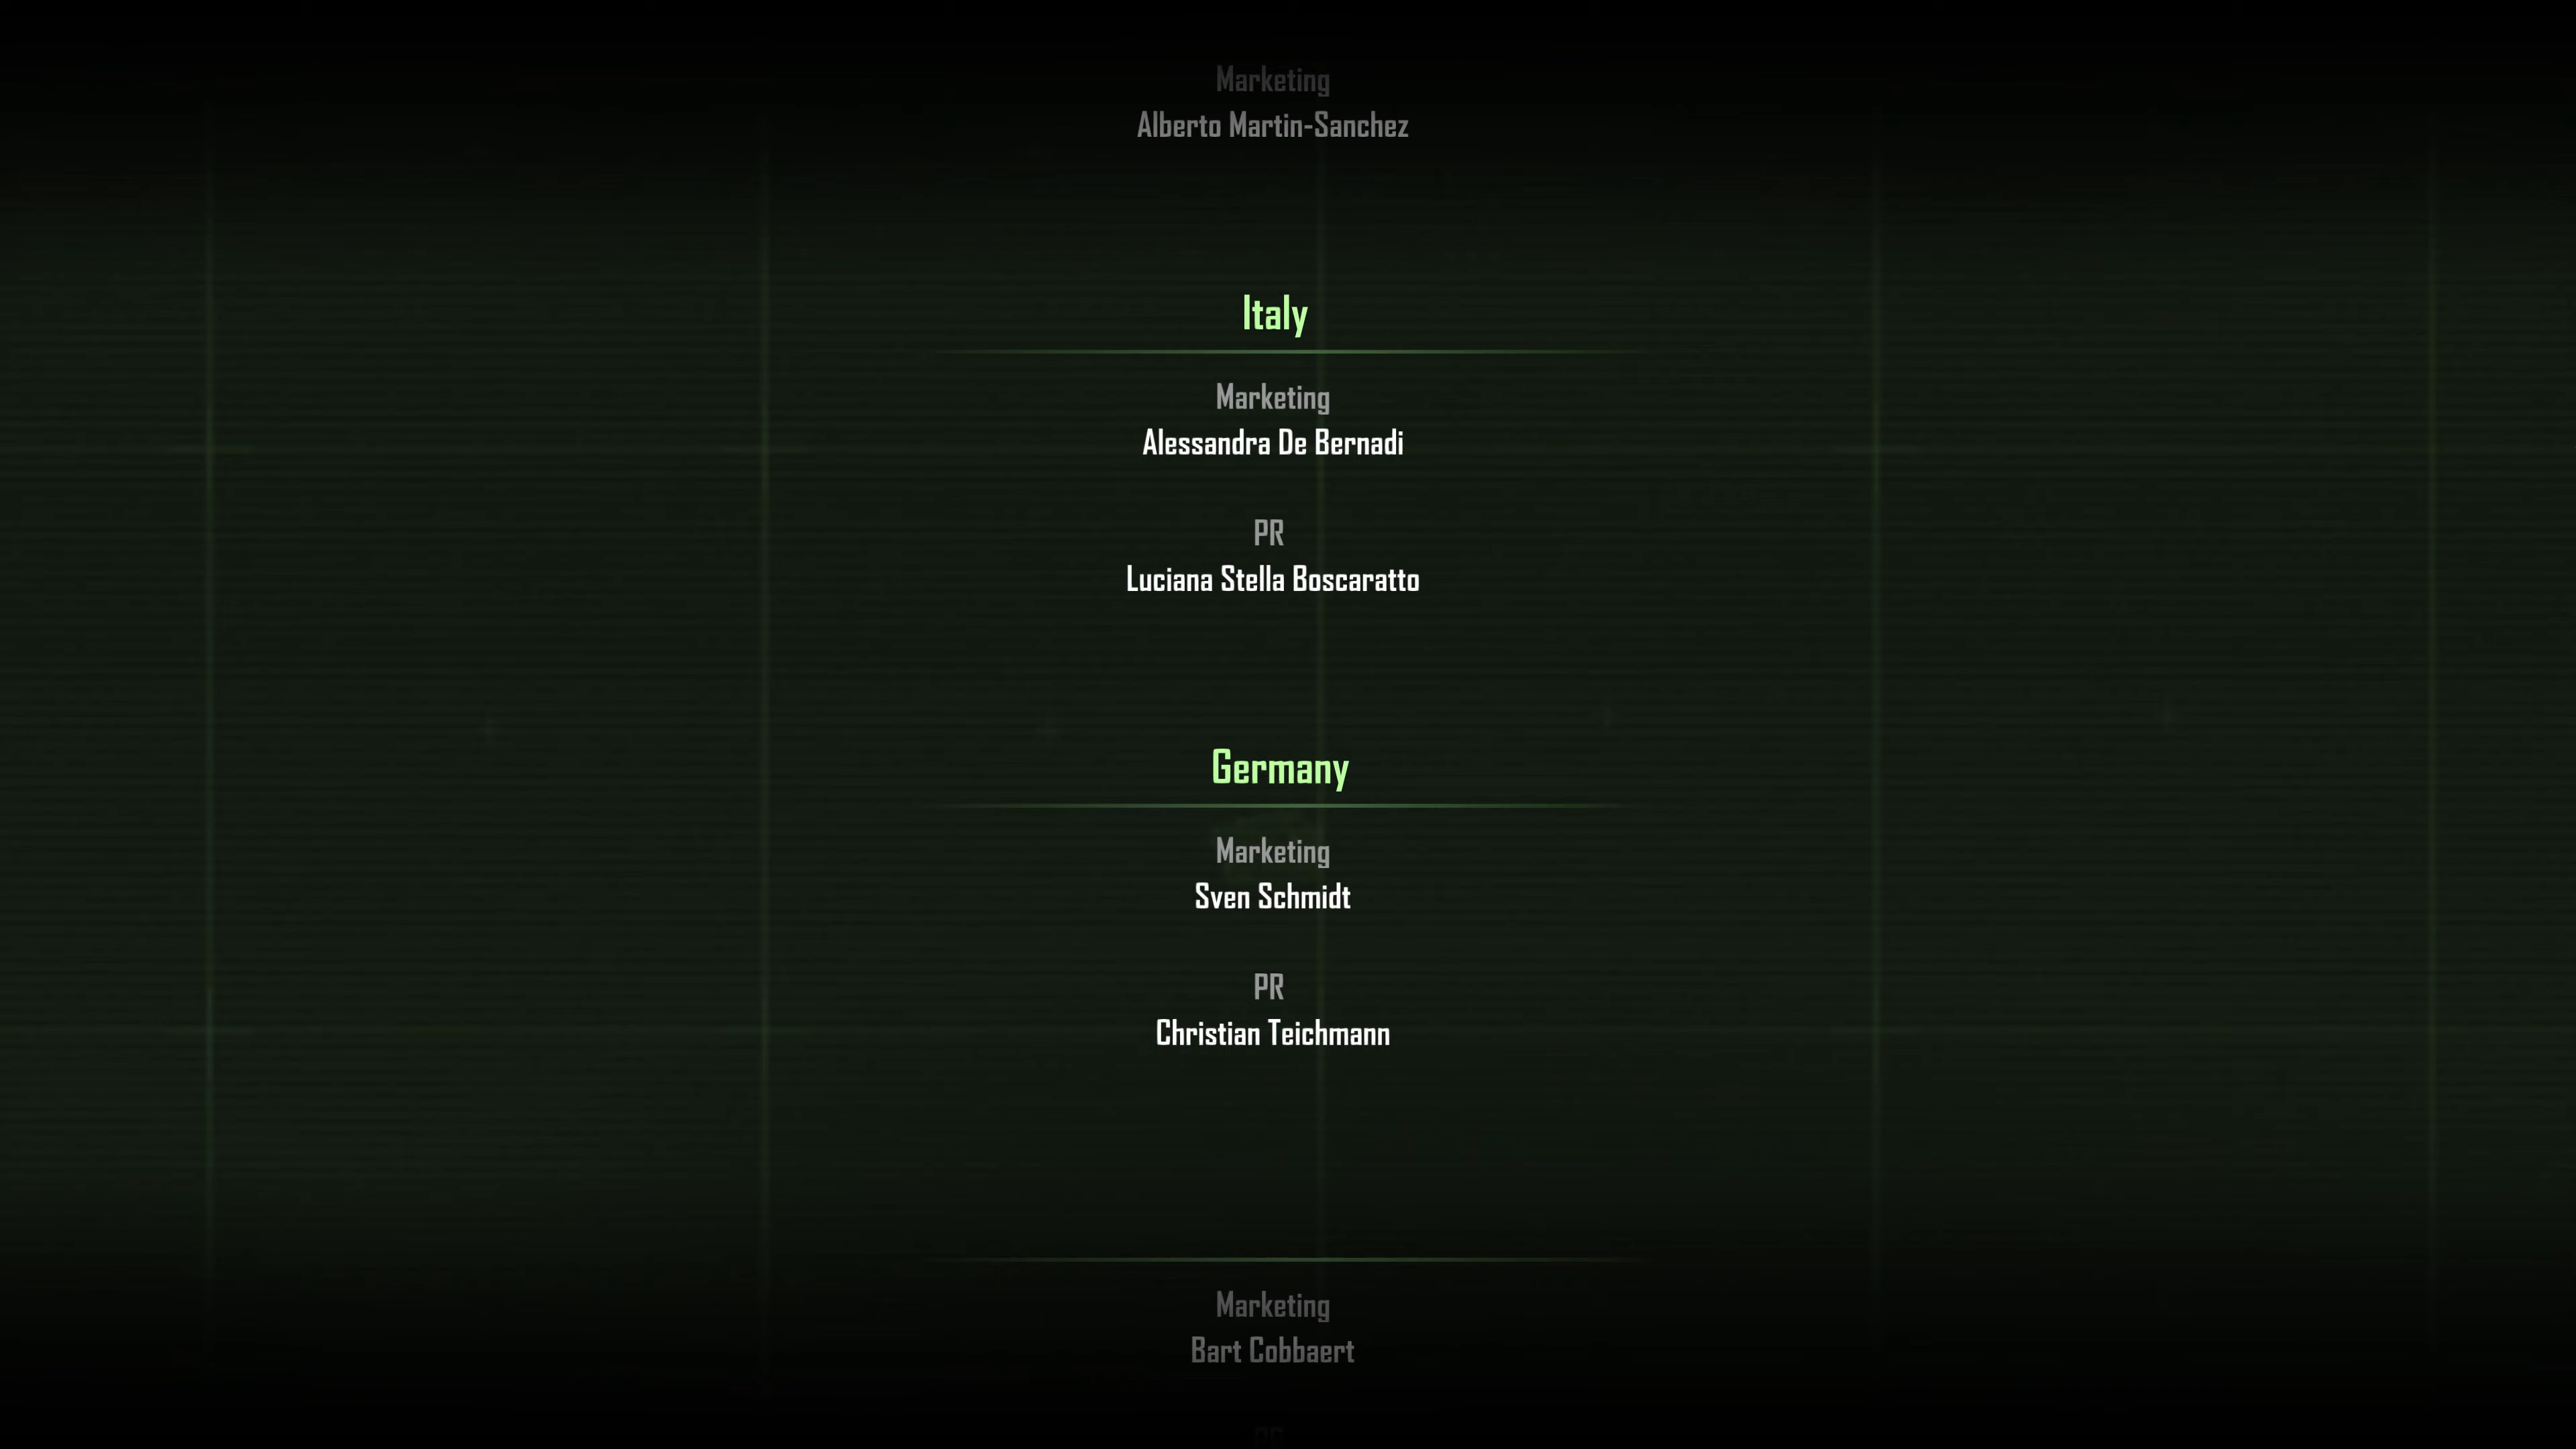 Marketing
Alberto Martin-Sanchez
Italy
Marketing
Alessandra De Bernadi
PR
Luciana Stella Boscaratto
Germany
Marketing
Sven Schmidt
PR
Christian Teichmann
Marketing
Bart Cobbaert